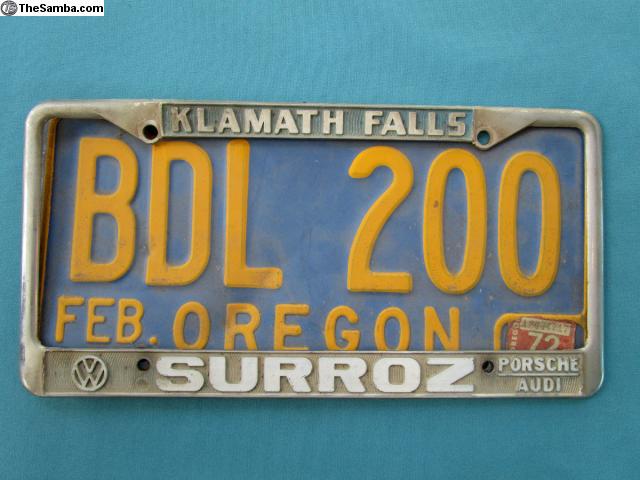 TheSamba.com
KLAMATH FALLS
BDL 200
FEB. OREGON
72
SURROZ
PORSCHE
AUDI